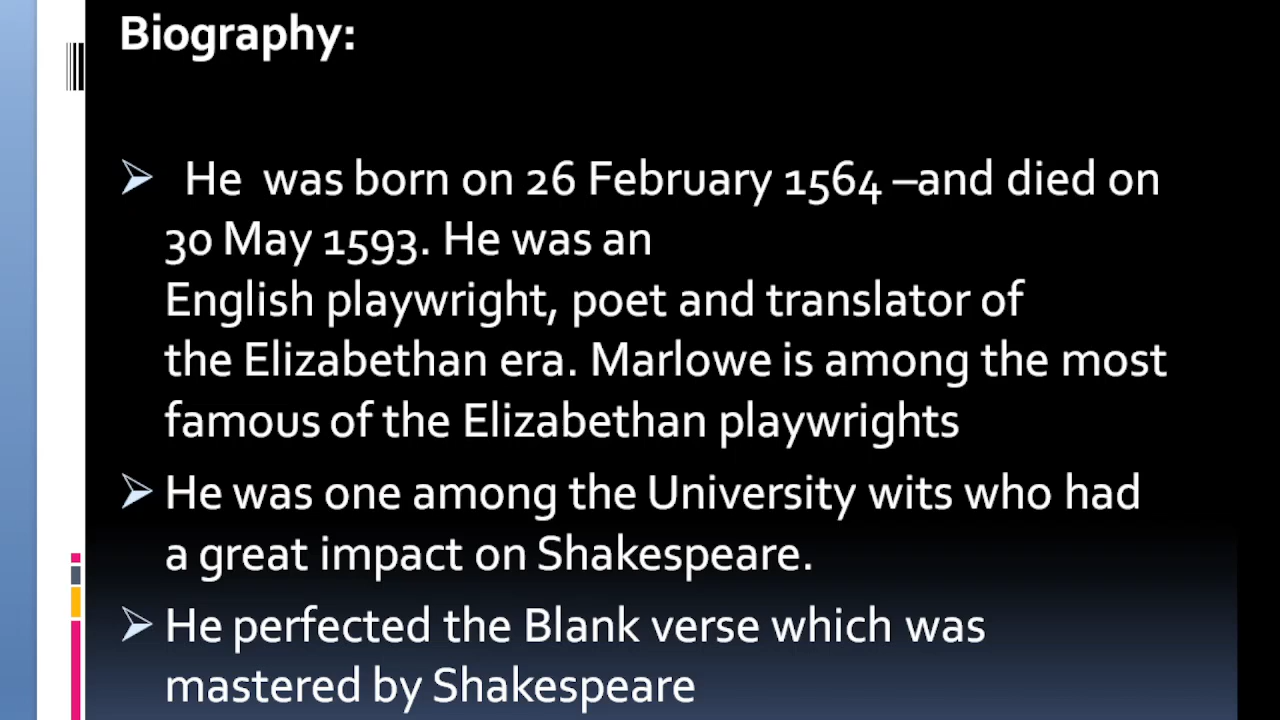 Biography:
➢ He was born on 26 February 1564 –and died on
30 May 1593. He was an
English playwright, poet and translator of
the Elizabethan era. Marlowe is among the most
famous of the Elizabethan playwrights
➢ He was one among the University wits who had
a great impact on Shakespeare.
➢ He perfected the Blank verse which was
mastered by Shakespeare